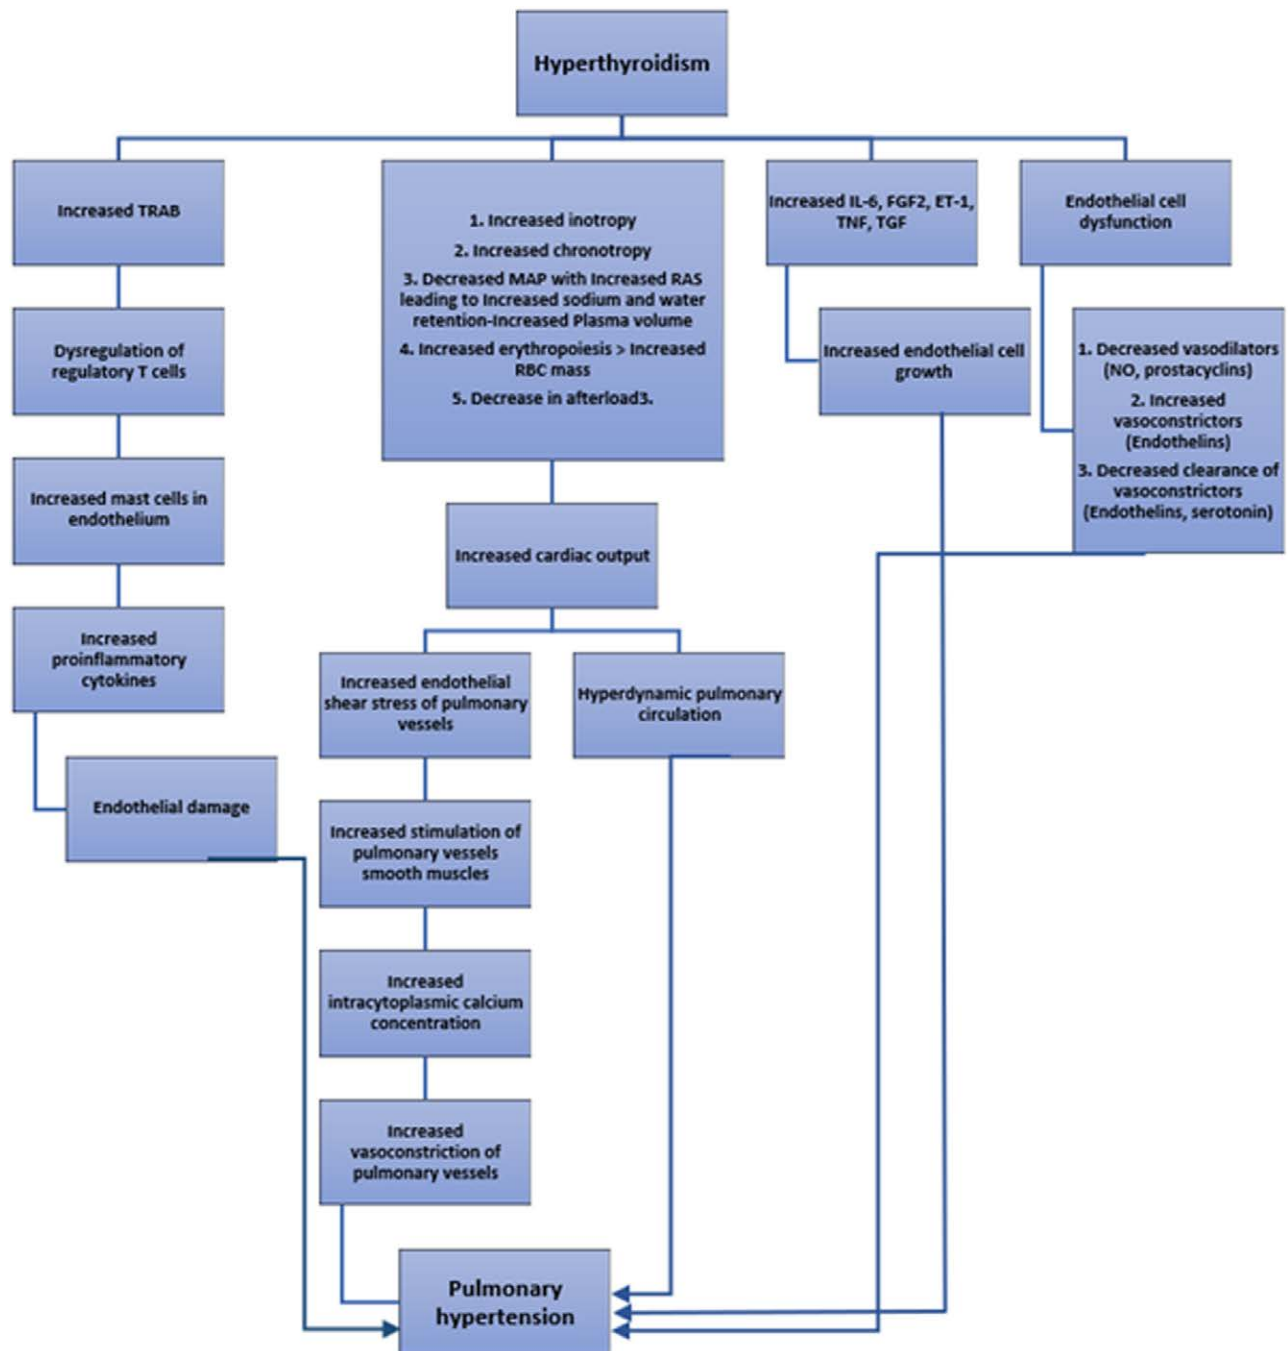 Hyperthyroidism
Increased TRAB
Dysregulation of
regulatory T cells
Increased mast cells in
endothelium
Increased
proinflammatory
cytokines
Endothelial damage
1. Increased inotropy
2. Increased chronotropy
3. Decreased MAP with Increased RAS
leading to Increased sodium and water
retention-Increased Plasma volume
4. Increased erythropoiesis > Increased
RBC mass
5. Decrease in afterload3.
Increased cardiac output
Increased endothelial
shear stress of pulmonary
vessels
Increased stimulation of
pulmonary vessels
smooth muscles
Increased
intracytoplasmic calcium
concentration
Increased
vasoconstriction of
pulmonary vessels
Hyperdynamic pulmonary
circulation
Increased IL-6, FGF2, ET-1,
TNF, TGF
Increased endothelial cell
growth
Endothelial cell
dysfunction
1. Decreased vasodilators
(NO, prostacyclins)
2. Increased
vasoconstrictors
(Endothelins)
3. Decreased clearance of
vasoconstrictors
(Endothelins, serotonin)
Pulmonary
hypertension